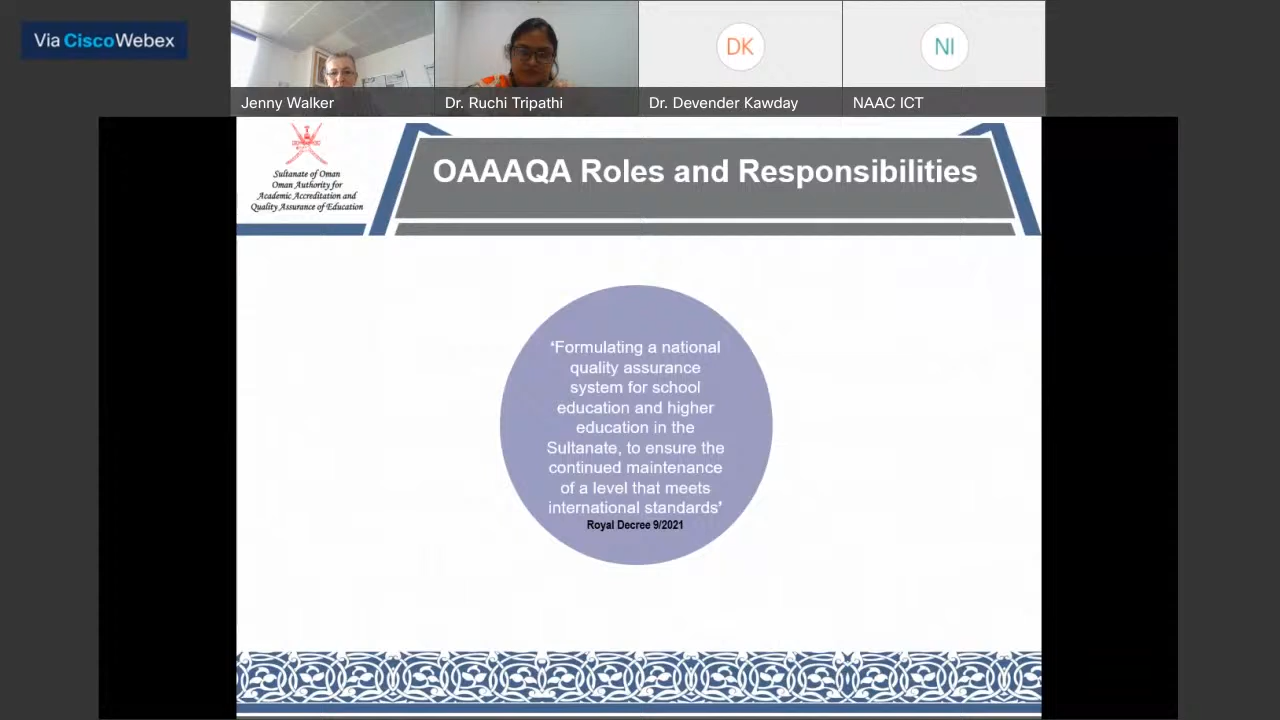 Via Cisco Webex
Jenny Walker
Dr. Ruchi Tripathi
DK
Dr. Devender Kawday
NI
NAAC ICT
Sultanate of Oman
Oman Authority for
Academic Accreditation and
Quality Assurance of Education
OAAAQA Roles and Responsibilities
‘Formulating a national
quality assurance
system for school
education and higher
education in the
Sultanate, to ensure the
continued maintenance
of a level that meets
international standards’
Royal Decree 9/2021